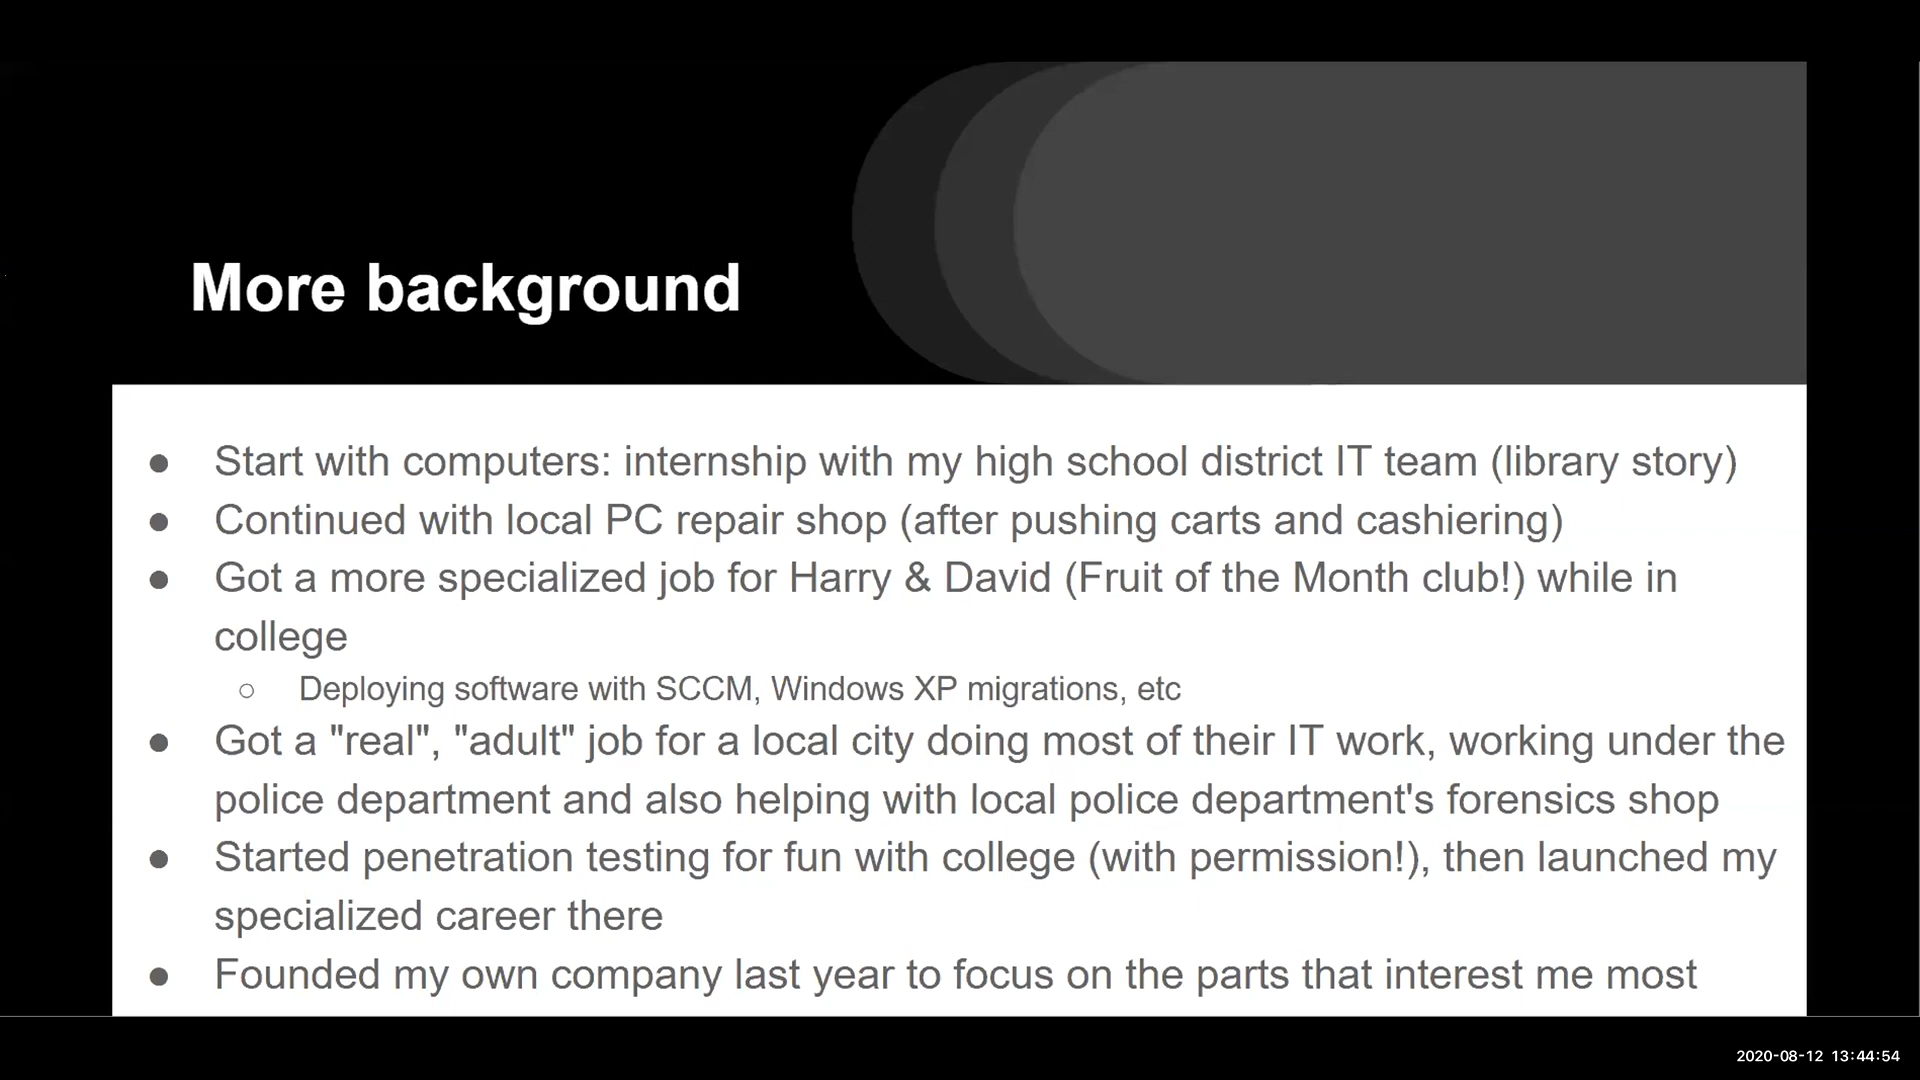 More background
● Start with computers: internship with my high school district IT team (library story)
● Continued with local PC repair shop (after pushing carts and cashiering)
● Got a more specialized job for Harry & David (Fruit of the Month club!) while in
college
○ Deploying software with SCCM, Windows XP migrations, etc
● Got a "real", "adult" job for a local city doing most of their IT work, working under the
police department and also helping with local police department's forensics shop
● Started penetration testing for fun with college (with permission!), then launched my
specialized career there
● Founded my own company last year to focus on the parts that interest me most
2020-08-12 13:44:54